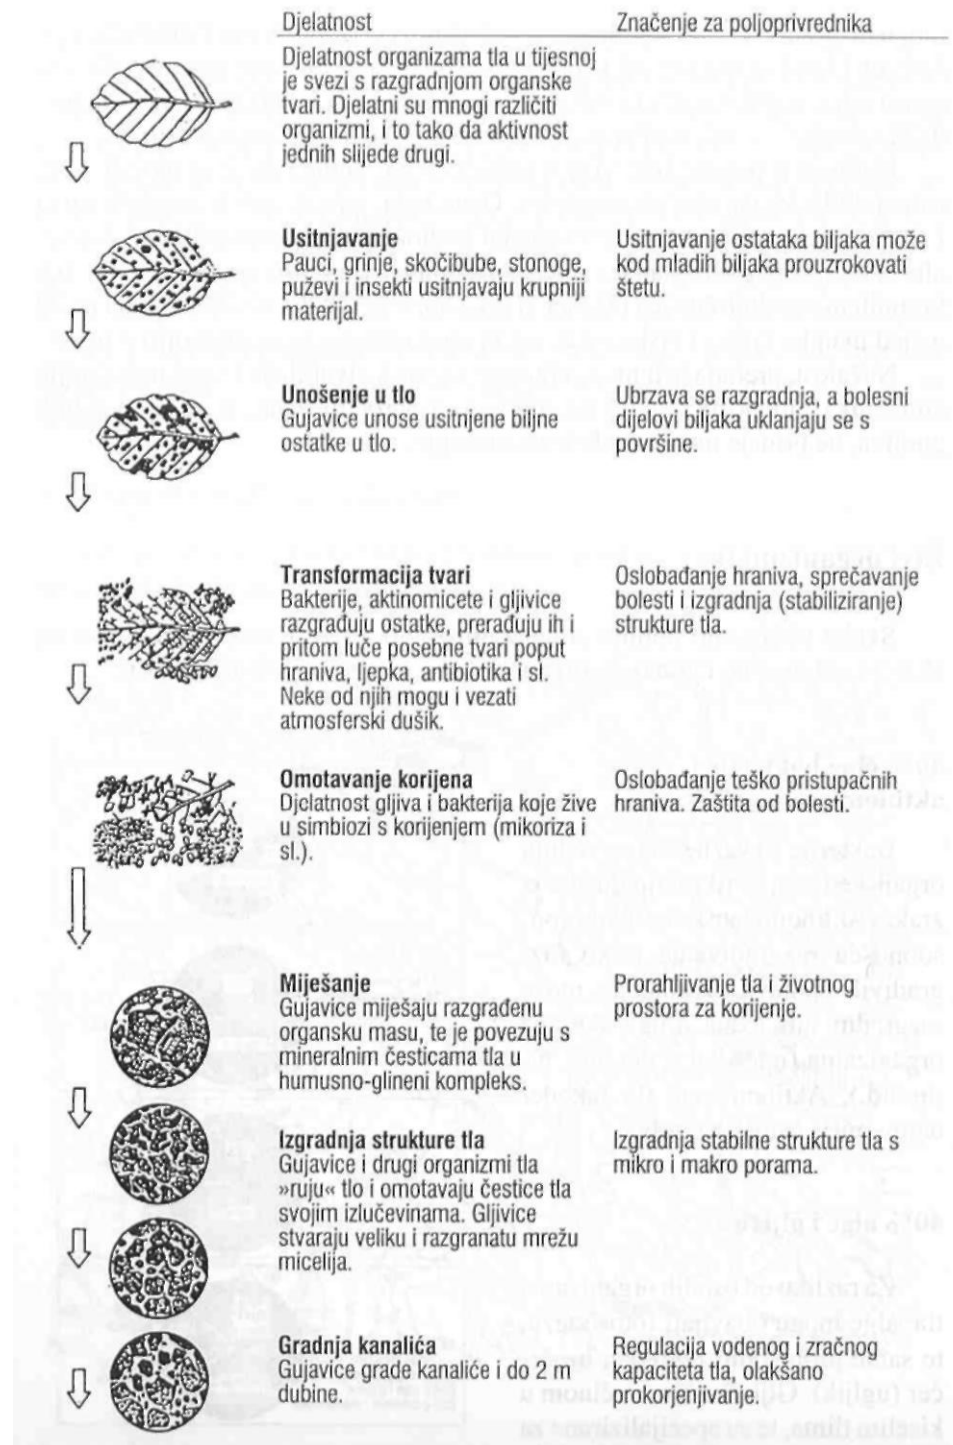 Djelatnost
Značenje za poljoprivrednika
Djelatnost organizama tla u tijesnoj
je svezi s razgradnjom organske
tvari. Djelatni su mnogi različiti
organizmi, i to tako da aktivnost
jednih slijede drugi.
Usitnjavanje
Pauci, grinje, skočibube, stonoge,
puževi i insekti usitnjavaju krupniji
materijal.
Usitnjavanje ostataka biljaka može
kod mladih biljaka prouzrokovati
štetu.
Unošenje u tlo
Gujavice unose usitnjene biljne
ostatke u tlo.
Ubrzava se razgradnja, a bolesni
dijelovi biljaka uklanjaju se s
površine.
Transformacija tvari
Bakterije, aktinomicete i gljivice
razgrađuju ostatke, prerađuju ih i
pritom luče posebne tvari poput
hraniva, ljepka, antibiotika i sl.
Neke od njih mogu i vezati
atmosferski dušik.
Oslobađanje hraniva, sprečavanje
bolesti i izgradnja (stabiliziranje)
strukture tla.
Omotavanje korijena
Djelatnost gljiva i bakterija koje žive
u simbiozi s korijenjem (mikoriza i
sl.).
Oslobađanje teško pristupačnih
hraniva. Zaštita od bolesti.
Miješanje
Gujavice miješaju razgrađenu
organsku masu, te je povezuju s
mineralnim česticama tla u
humusno-glineni kompleks.
Prorahljivanje tla i životnog
prostora za korijenje.
Izgradnja strukture tla
Gujavice i drugi organizmi tla
»ruju« tlo i omotavaju čestice tla
svojim izlučevinama. Gljivice
stvaraju veliku i razgranatu mrežu
micelija.
Izgradnja stabilne strukture tla s
mikro i makro porama.
Gradnja kanalića
Gujavice grade kanaliće i do 2 m
dubine.
Regulacija vodenog i zračnog
kapaciteta tla, olakšano
prokorjenjivanje.